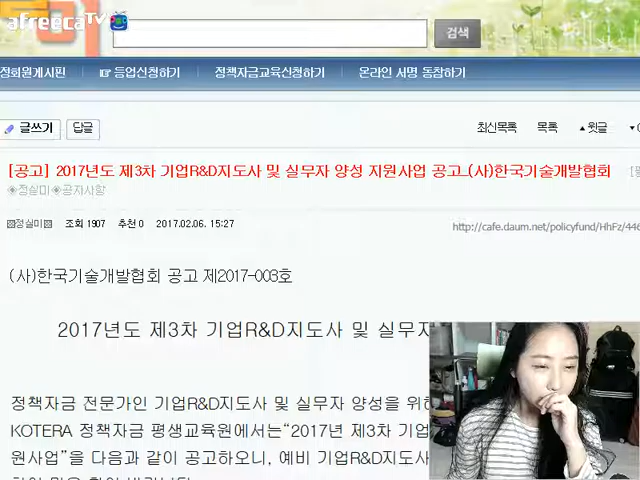 afreecaTV
검색
정회원게시판 ☞ 등업신청하기 정책자금교육신청하기 온라인 서명 동참하기
글쓰기 답글 최신목록 목록 ▲윗글
[공고] 2017년도 제3차 기업R&D지도사 및 실무자 양성 지원사업 공고_(사)한국기술개발협회
◈정실미◈공지사항
▧정실미▧ 조회 1907 추천 0 2017.02.06. 15:27
http://cafe.daum.net/policyfund/HhFz/446
(사)한국기술개발협회 공고 제2017-003호
2017년도 제3차 기업R&D지도사 및 실무자
정책자금 전문가인 기업R&D지도사 및 실무자 양성을 위하
KOTERA 정책자금 평생교육원에서는“2017년 제3차 기업
원사업”을 다음과 같이 공고하오니, 예비 기업R&D지도사